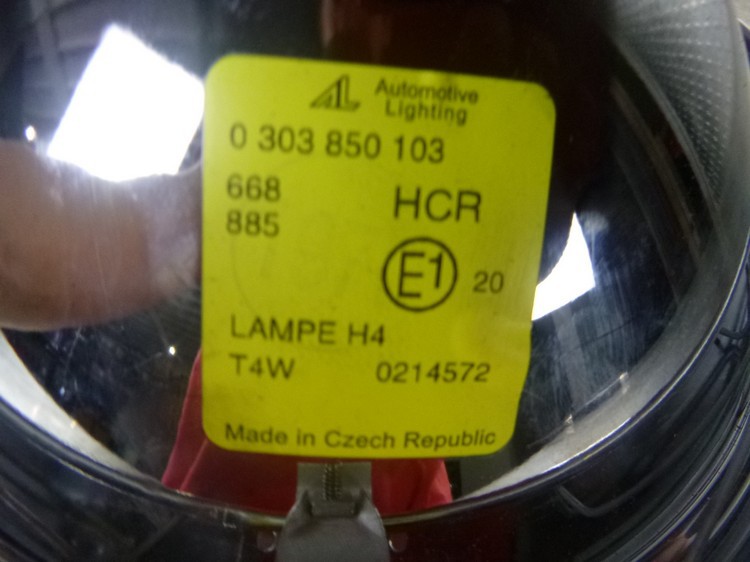 AL Automotive
Lighting
0 303 850 103
668
885
HCR
E1 20
LAMPE H4
T4W 0214572
Made in Czech Republic